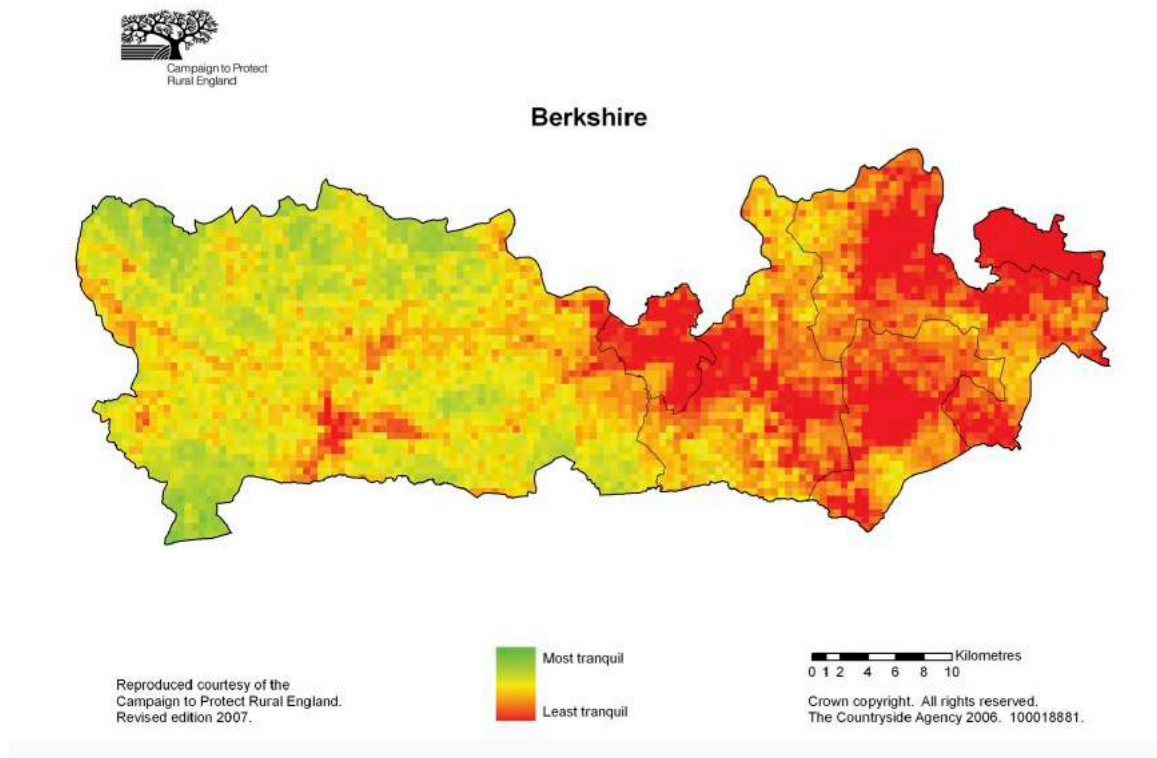 Campaign to Protect
Rural England
Berkshire
Most tranquil
Least tranquil
Kilometres
0 1 2 4 6 8 10
Reproduced courtesy of the
Campaign to Protect Rural England.
Revised edition 2007.
Crown copyright. All rights reserved.
The Countryside Agency 2006. 100018881.